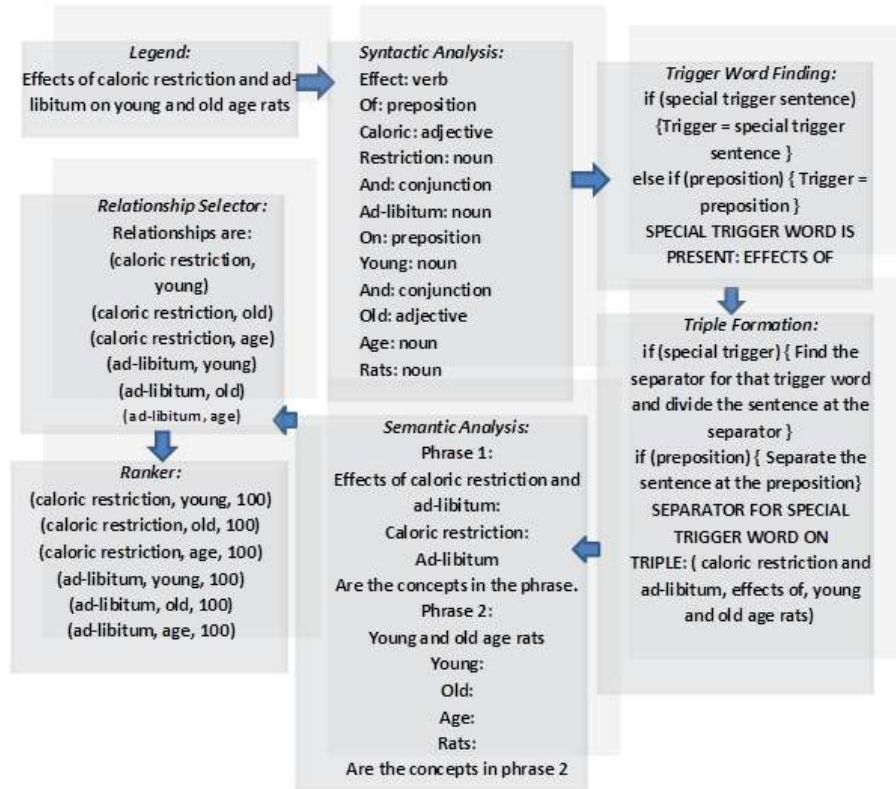 Legend:
Effects of caloric restriction and ad-
libitum on young and old age rats
Syntactic Analysis:
Effect: verb
Of: preposition
Caloric: adjective
Restriction: noun
And: conjunction
Ad-libitum: noun
On: preposition
Young: noun
And: conjunction
Old: adjective
Age: noun
Rats: noun
Trigger Word Finding:
if (special trigger sentence)
{Trigger = special trigger
sentence }
else if (preposition) { Trigger =
preposition }
SPECIAL TRIGGER WORD IS
PRESENT: EFFECTS OF
Triple Formation:
if (special trigger) { Find the
separator for that trigger word
and divide the sentence at the
separator }
if (preposition) { Separate the
sentence at the preposition}
SEPARATOR FOR SPECIAL
TRIGGER WORD ON
TRIPLE: ( caloric restriction and
ad-libitum, effects of, young
and old age rats)
Semantic Analysis:
Phrase 1:
Effects of caloric restriction and
ad-libitum:
Caloric restriction:
Ad-libitum
Are the concepts in the phrase.
Phrase 2:
Young and old age rats
Young:
Old:
Age:
Rats:
Are the concepts in phrase 2
Relationship Selector:
Relationships are:
(caloric restriction,
young)
(caloric restriction, old)
(caloric restriction, age)
(ad-libitum, young)
(ad-libitum, old)
(ad-libitum, age)
Ranker:
(caloric restriction, young, 100)
(caloric restriction, old, 100)
(caloric restriction, age, 100)
(ad-libitum, young, 100)
(ad-libitum, old, 100)
(ad-libitum, age, 100)